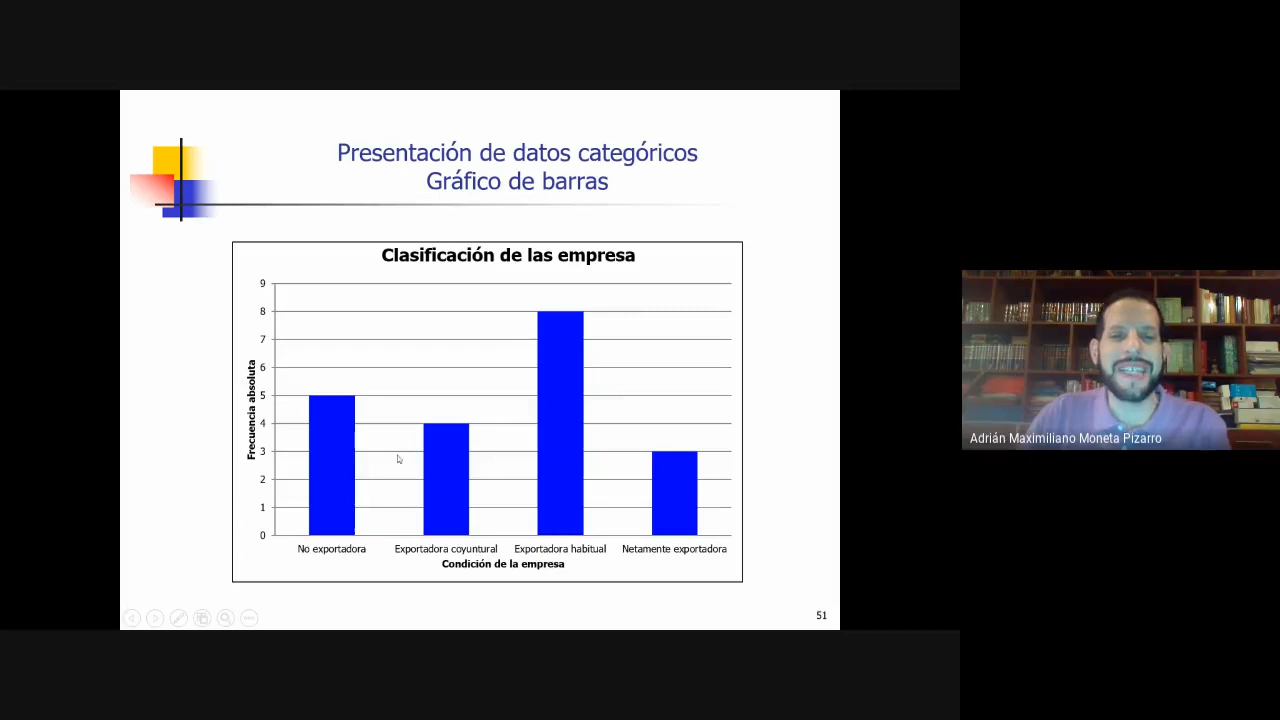 Presentación de datos categóricos
Gráfico de barras
Clasificación de las empresa
9
8
7
6
5
4
3
2
1
0
Frecuencia absoluta
No exportadora
Exportadora coyuntural
Exportadora habitual
Netamente exportadora
Condición de la empresa
51
Adrián Maximiliano Moneta Pizarro